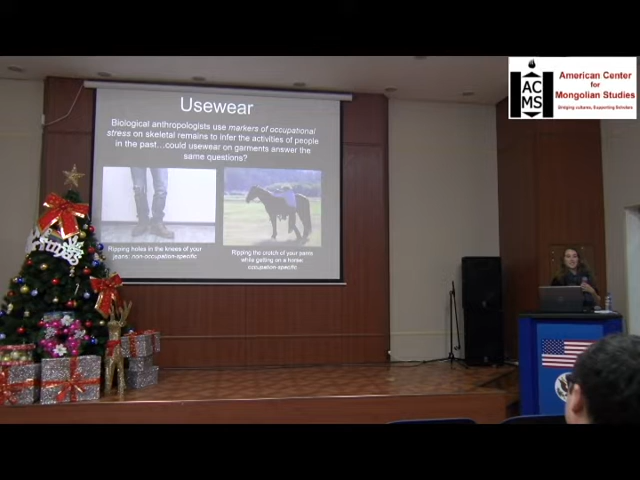 Usewear
Biological anthropologists use markers of occupational
stress on skeletal remains to infer the activities of people
in the past...could usewear on garments answer the
same questions?
Ripping holes in the knees of your
jeans: non-occupation-specific
Ripping the crotch of your pants
while getting on a horse:
occupation specific
AC
MS
American Center
for
Mongolian Studies
Bridging cultures, Supporting Scholars